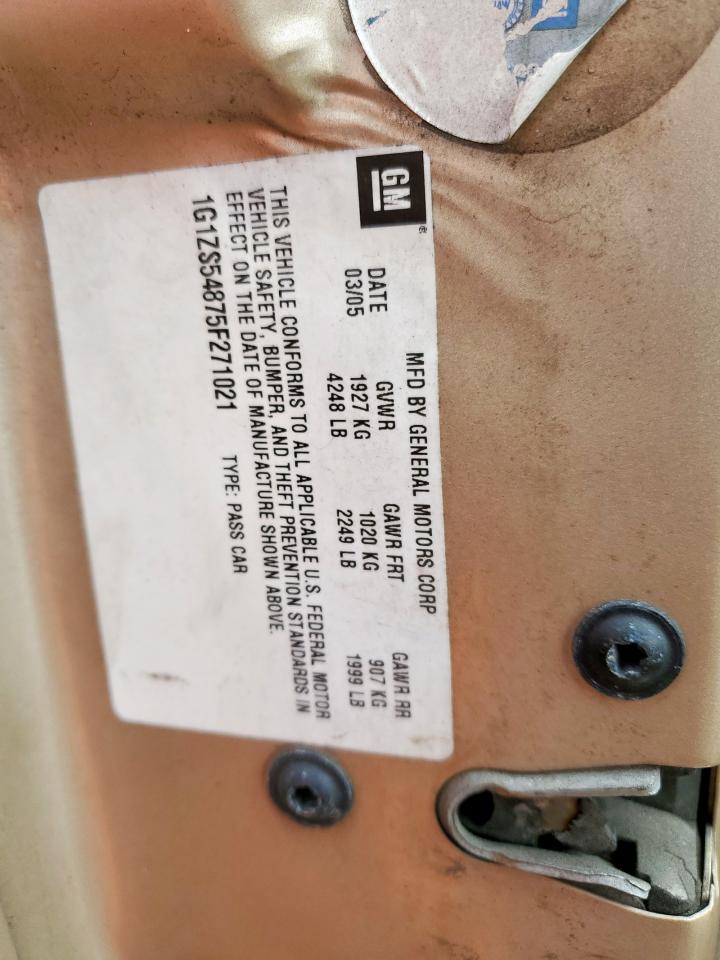 GM
MFD BY GENERAL MOTORS CORP
DATE GVWR GAWR FRT GAWR RR
03/05 1927 KG 1020 KG 907 KG
4248 LB 2249 LB 1999 LB
THIS VEHICLE CONFORMS TO ALL APPLICABLE U.S. FEDERAL MOTOR
VEHICLE SAFETY, BUMPER, AND THEFT PREVENTION STANDARDS IN
EFFECT ON THE DATE OF MANUFACTURE SHOWN ABOVE.
1G1ZS54875F271021 TYPE: PASS CAR